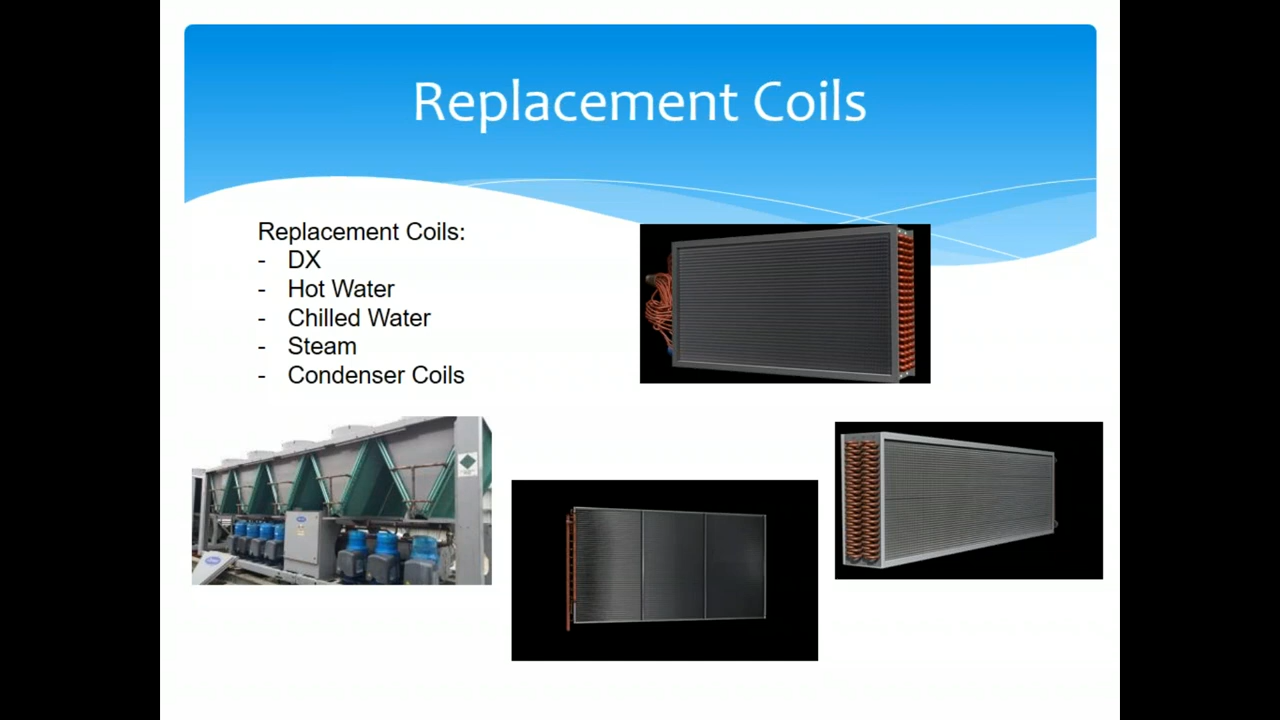 Replacement Coils
Replacement Coils:
- DX
- Hot Water
- Chilled Water
- Steam
- Condenser Coils